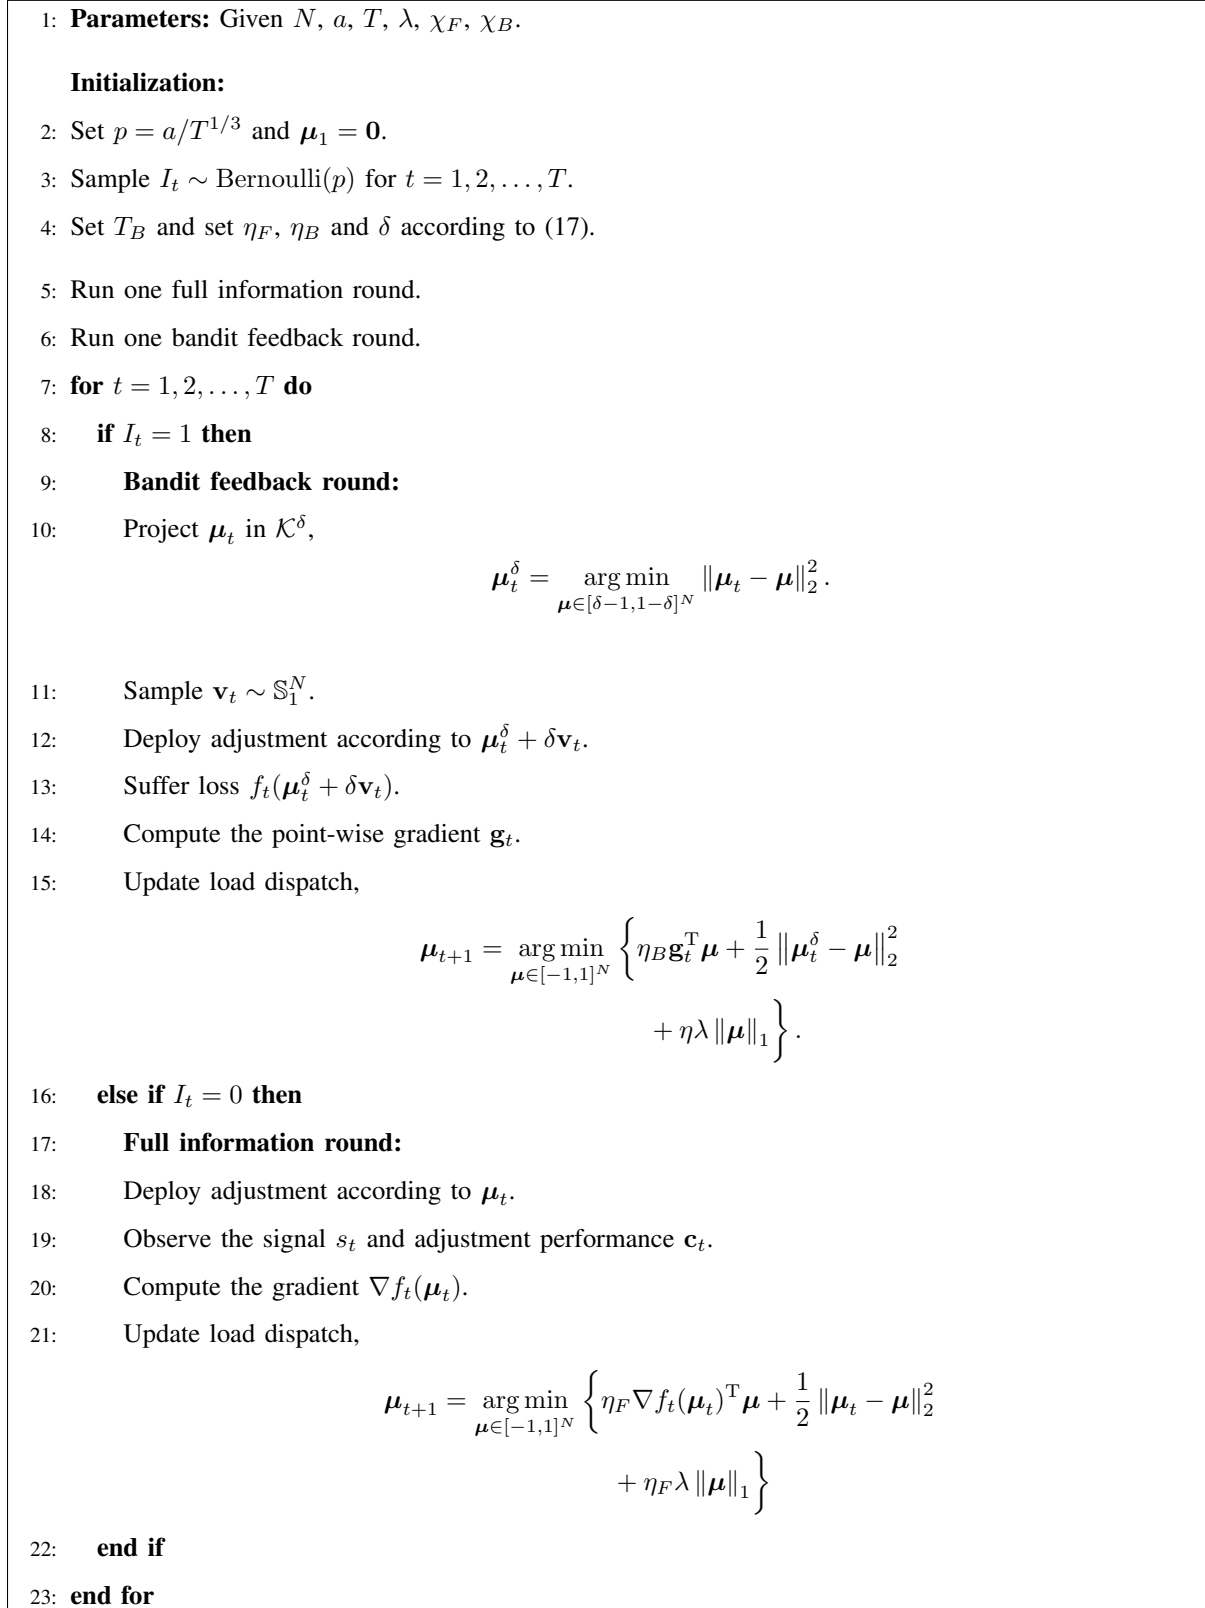 1: Parameters: Given N, a, T, λ, χ_F, χ_B.
Initialization:
2: Set p = a/T^{1/3} and μ_1 = 0.
3: Sample I_t ∼ Bernoulli(p) for t = 1, 2, . . . , T.
4: Set T_B and set η_F, η_B and δ according to (17).
5: Run one full information round.
6: Run one bandit feedback round.
7: for t = 1, 2, . . . , T do
8: if I_t = 1 then
9: Bandit feedback round:
10: Project μ_t in 𝒦^δ,
μ_t^δ = arg min_{μ∈[δ−1,1−δ]^N} ‖μ_t − μ‖_2^2 .
11: Sample v_t ∼ 𝕊_1^N.
12: Deploy adjustment according to μ_t^δ + δv_t.
13: Suffer loss f_t(μ_t^δ + δv_t).
14: Compute the point-wise gradient g_t.
15: Update load dispatch,
μ_{t+1} = arg min_{μ∈[−1,1]^N} { η_B g_t^T μ + 1/2 ‖μ_t^δ − μ‖_2^2
+ ηλ ‖μ‖_1 } .
16: else if I_t = 0 then
17: Full information round:
18: Deploy adjustment according to μ_t.
19: Observe the signal s_t and adjustment performance c_t.
20: Compute the gradient ∇f_t(μ_t).
21: Update load dispatch,
μ_{t+1} = arg min_{μ∈[−1,1]^N} { η_F ∇f_t(μ_t)^T μ + 1/2 ‖μ_t − μ‖_2^2
+ η_F λ ‖μ‖_1 }
22: end if
23: end for